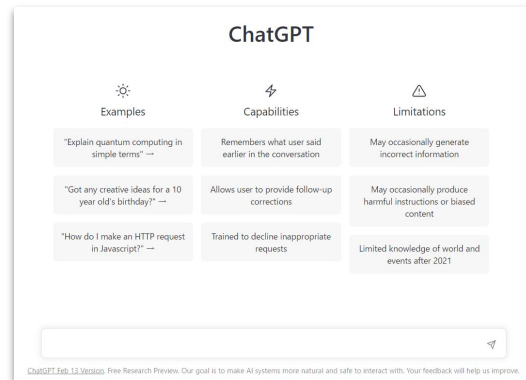 ChatGPT
Examples
"Explain quantum computing in
simple terms" →
"Got any creative ideas for a 10
year old's birthday?" →
"How do I make an HTTP request
in Javascript?" →
Capabilities
Remembers what user said
earlier in the conversation
Allows user to provide follow-up
corrections
Trained to decline inappropriate
requests
Limitations
May occasionally generate
incorrect information
May occasionally produce
harmful instructions or biased
content
Limited knowledge of world and
events after 2021
ChatGPT Feb 13 Version. Free Research Preview. Our goal is to make AI systems more natural and safe to interact with. Your feedback will help us improve.